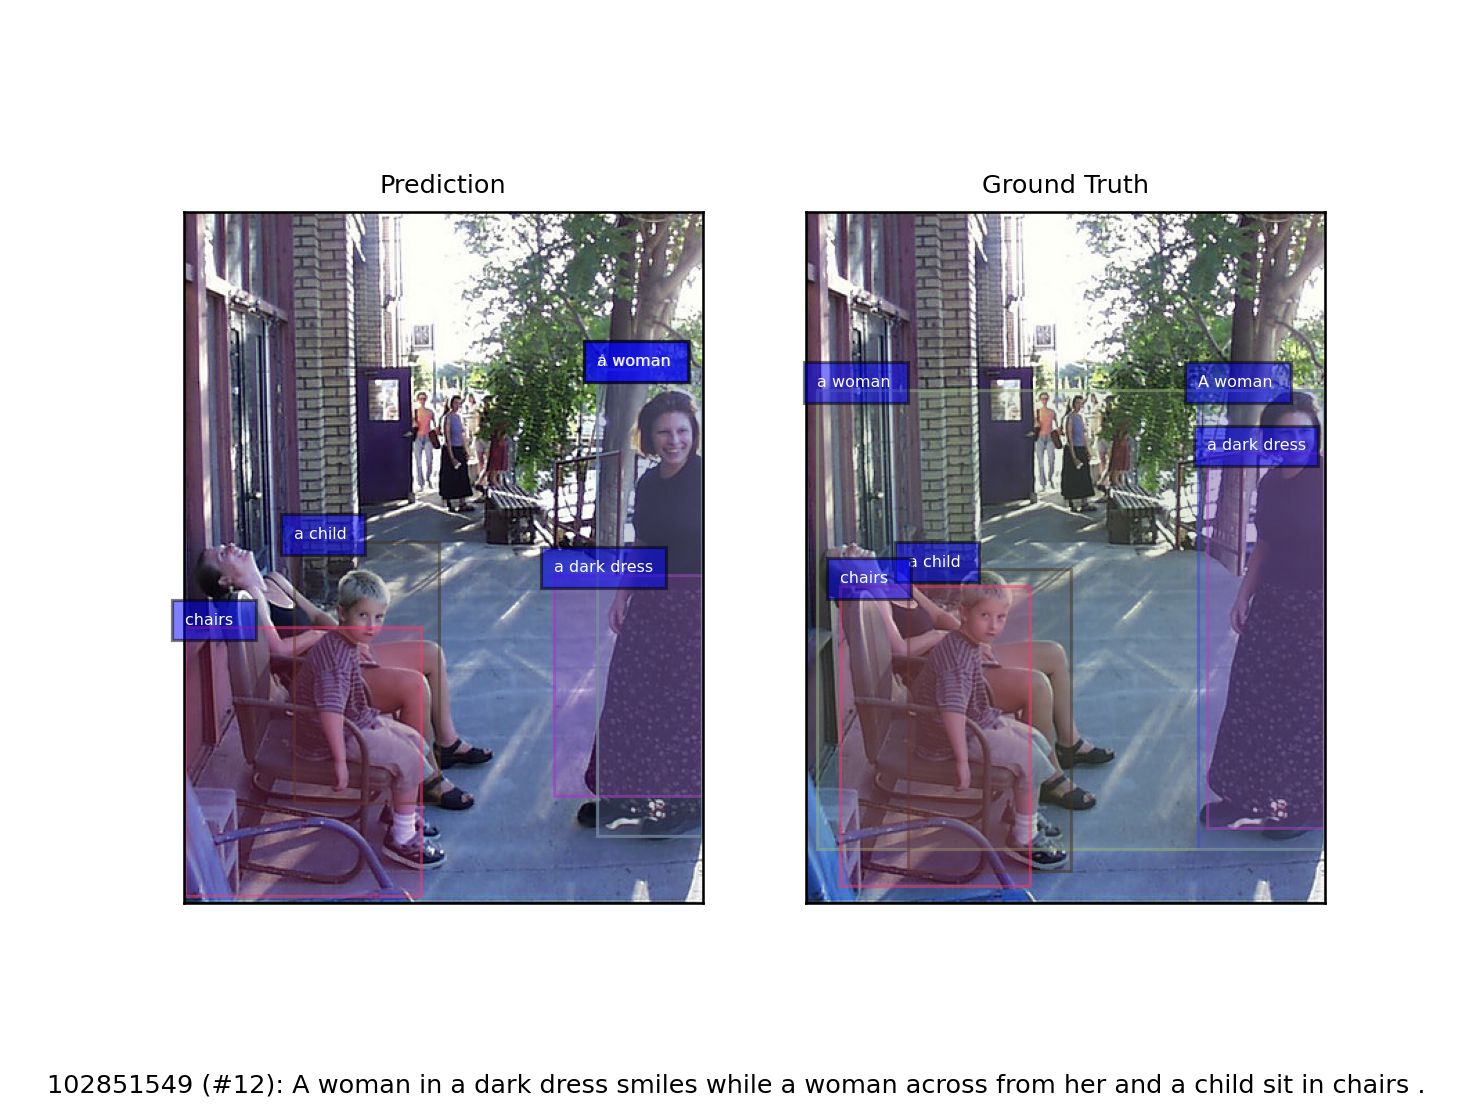 Prediction
Ground Truth
a woman
a child
a dark dress
chairs
a woman
A woman
a dark dress
a child
chairs
102851549 (#12): A woman in a dark dress smiles while a woman across from her and a child sit in chairs .